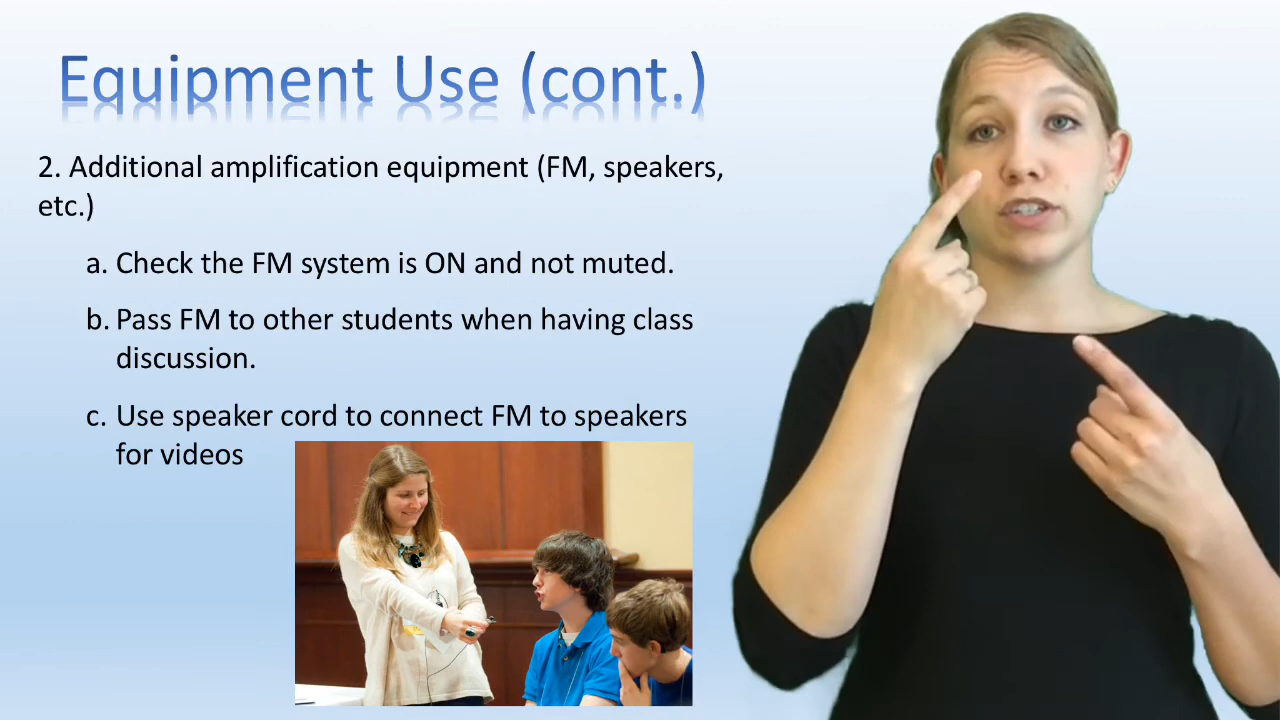 Equipment Use (cont.)
2. Additional amplification equipment (FM, speakers,
etc.)
a. Check the FM system is ON and not muted.
b. Pass FM to other students when having class
discussion.
c. Use speaker cord to connect FM to speakers
for videos